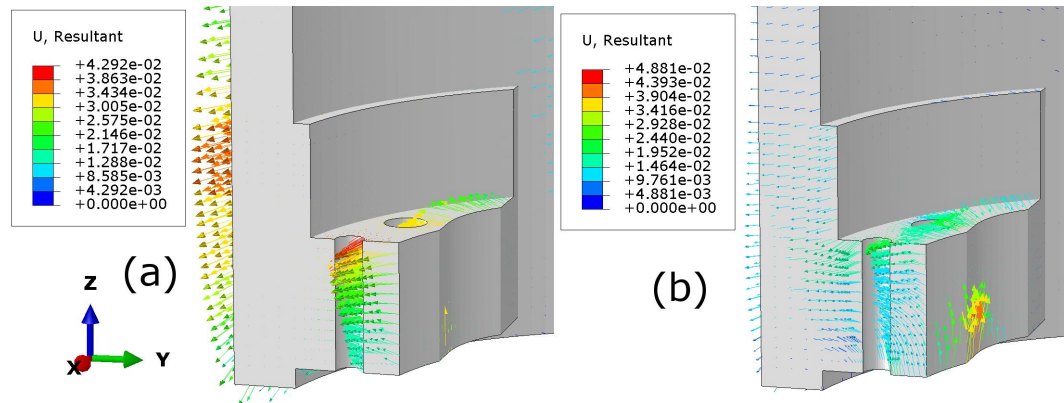 U, Resultant
+4.292e-02
+3.863e-02
+3.434e-02
+3.005e-02
+2.575e-02
+2.146e-02
+1.717e-02
+1.288e-02
+8.585e-03
+4.292e-03
+0.000e+00
(a)
Z
X
Y
U, Resultant
+4.881e-02
+4.393e-02
+3.904e-02
+3.416e-02
+2.928e-02
+2.440e-02
+1.952e-02
+1.464e-02
+9.761e-03
+4.881e-03
+0.000e+00
(b)